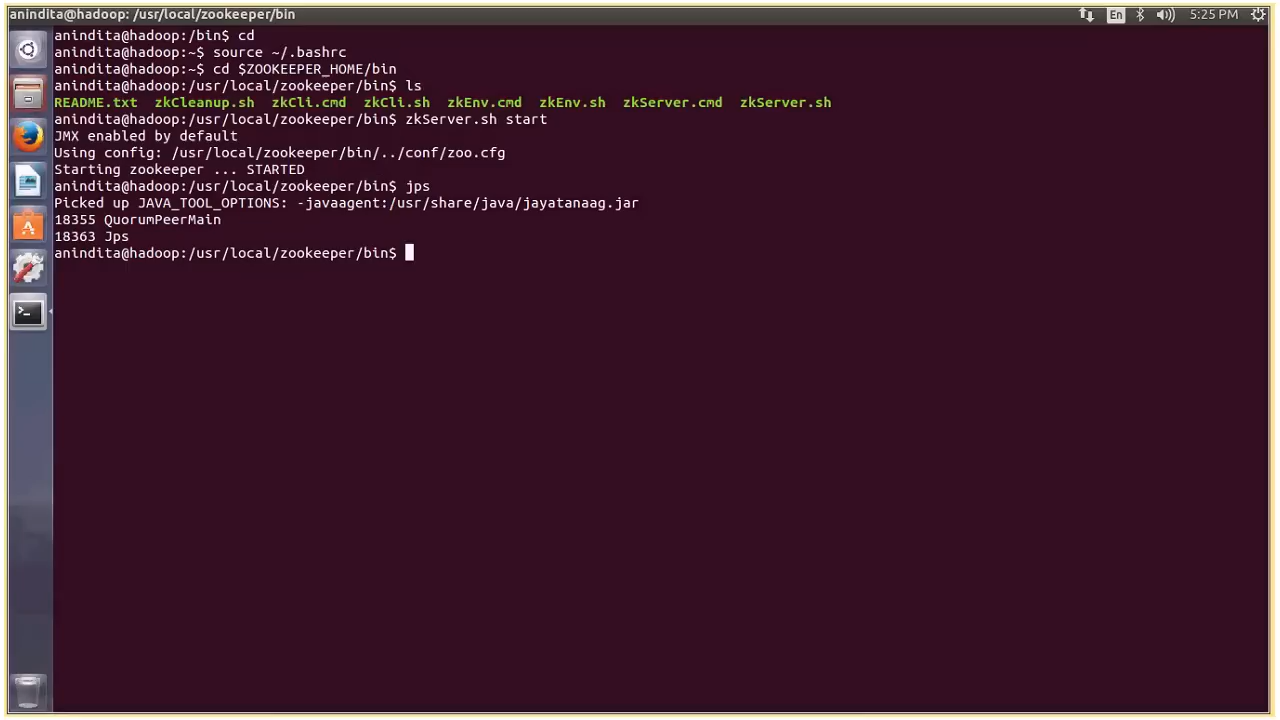 anindita@hadoop: /usr/local/zookeeper/bin En 5:25 PM
anindita@hadoop:/bin$ cd
anindita@hadoop:~$ source ~/.bashrc
anindita@hadoop:~$ cd $ZOOKEEPER_HOME/bin
anindita@hadoop:/usr/local/zookeeper/bin$ ls
README.txt zkCleanup.sh zkCli.cmd zkCli.sh zkEnv.cmd zkEnv.sh zkServer.cmd zkServer.sh
anindita@hadoop:/usr/local/zookeeper/bin$ zkServer.sh start
JMX enabled by default
Using config: /usr/local/zookeeper/bin/../conf/zoo.cfg
Starting zookeeper ... STARTED
anindita@hadoop:/usr/local/zookeeper/bin$ jps
Picked up JAVA_TOOL_OPTIONS: -javaagent:/usr/share/java/jayatanaag.jar
18355 QuorumPeerMain
18363 Jps
anindita@hadoop:/usr/local/zookeeper/bin$